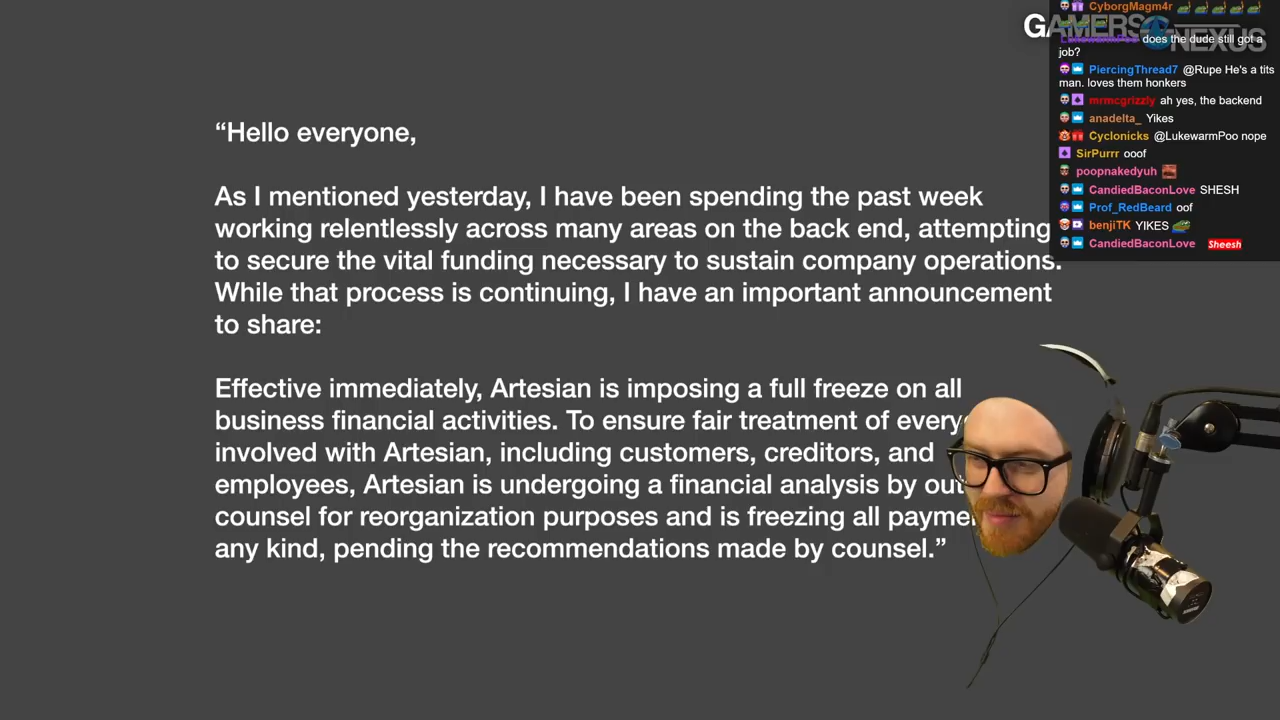 GAMERS NEXUS
“Hello everyone,
As I mentioned yesterday, I have been spending the past week
working relentlessly across many areas on the back end, attempting
to secure the vital funding necessary to sustain company operations.
While that process is continuing, I have an important announcement
to share:
Effective immediately, Artesian is imposing a full freeze on all
business financial activities. To ensure fair treatment of
involved with Artesian, including customers, creditors, and
employees, Artesian is undergoing a financial analysis by
counsel for reorganization purposes and is freezing all
any kind, pending the recommendations made by counsel.”
CyborgMagm4r
does the dude still got a
job?
PiercingThread7 @Rupe He's a tits
man. loves them honkers
mrmcgrizzly ah yes, the backend
anadelta_ Yikes
Cyclonicks @LukewarmPoo nope
SirPurrr ooof
poopnakedyuh
CandiedBaconLove SHESH
Prof_RedBeard oof
benjiTK YIKES
CandiedBaconLove Sheesh